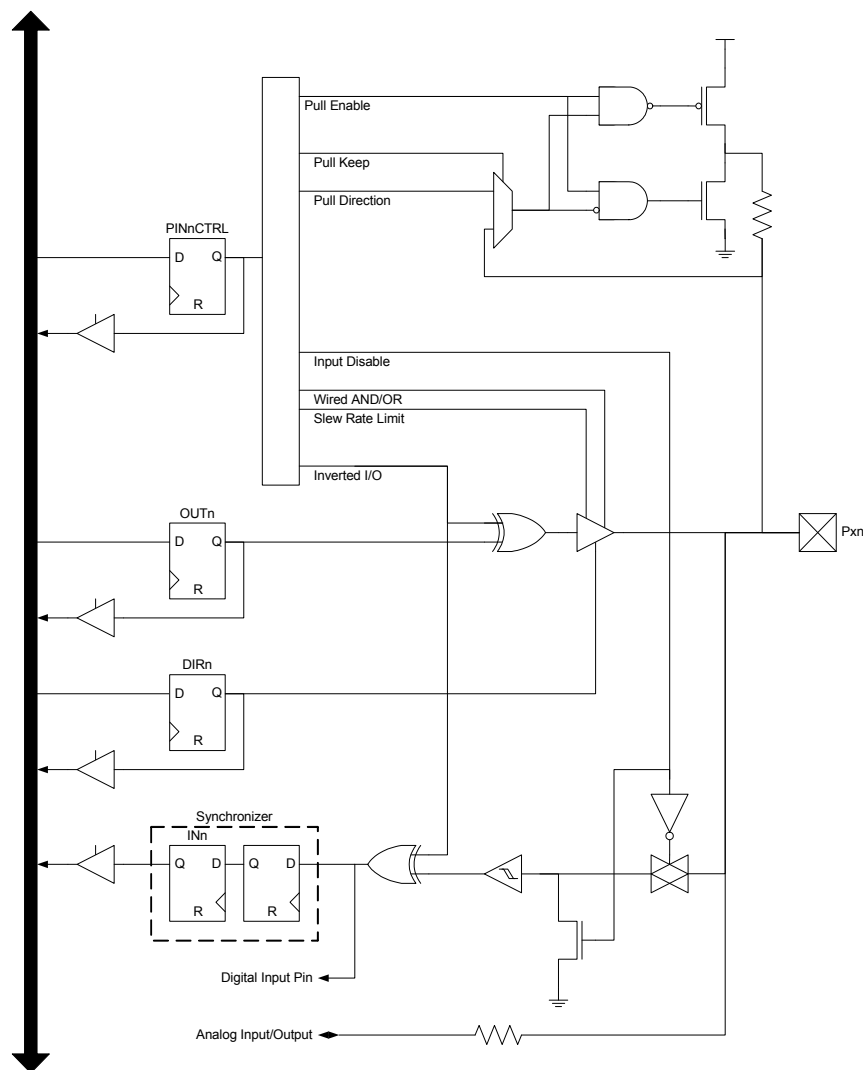 Pull Enable
Pull Keep
Pull Direction
PINnCTRL
D Q
R
Input Disable
Wired AND/OR
Slew Rate Limit
Inverted I/O
OUTn
D Q
R
Pxn
DIRn
D Q
R
Synchronizer
INn
Q D Q D
R R
Digital Input Pin
Analog Input/Output